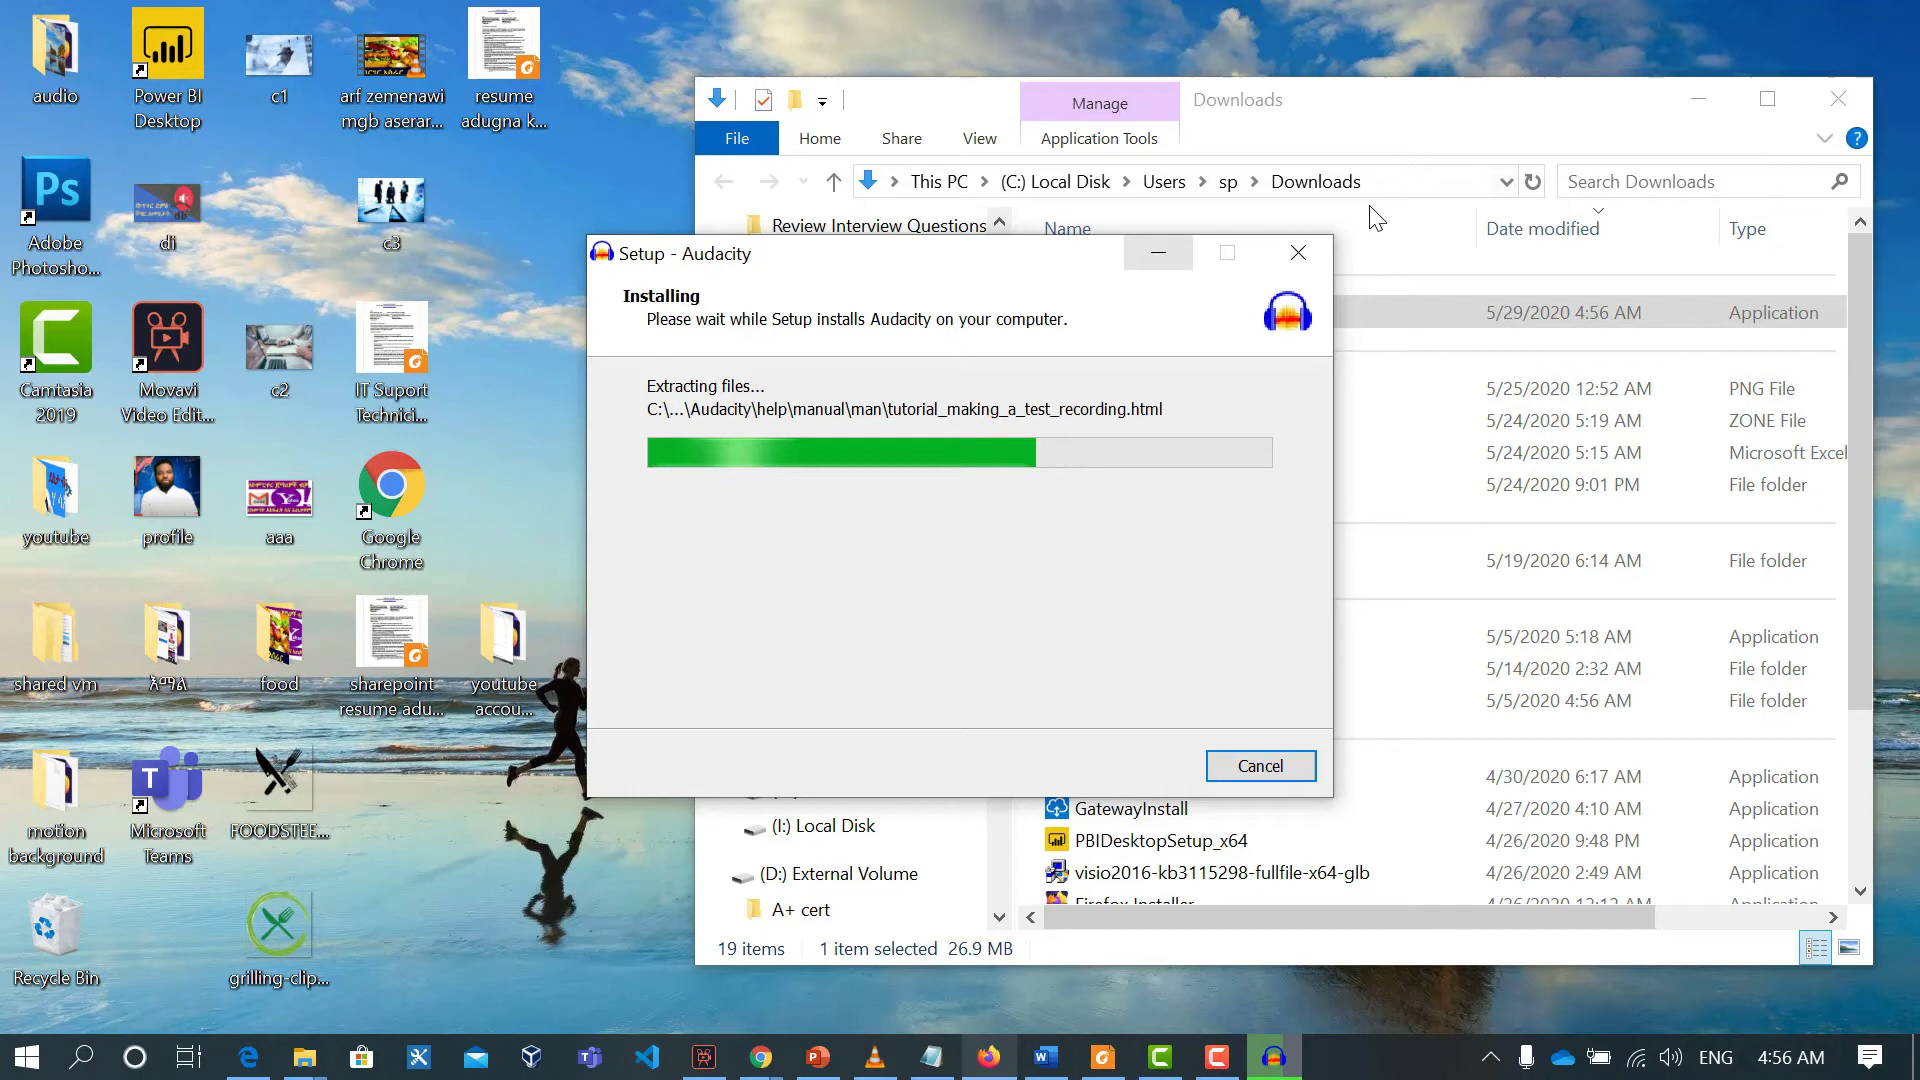 audio
Power BI
Desktop
c1
arf zemenawi
mgb aserar...
resume
adugna k...
Adobe
Photosho...
di
c3
Camtasia
2019
Movavi
Video Edit...
c2
IT Suport
Technici...
youtube
profile
aaa
Google
Chrome
shared vm
እማል
food
sharepoint
resume adu...
youtube
accou...
motion
background
Microsoft
Teams
FOODSTEE...
Recycle Bin
grilling-clip...
Manage
Downloads
File
Home
Share
View
Application Tools
This PC > (C:) Local Disk > Users > sp > Downloads
Search Downloads
Review Interview Questions
Name
Date modified
Type
5/29/2020 4:56 AM Application
5/25/2020 12:52 AM PNG File
5/24/2020 5:19 AM ZONE File
5/24/2020 5:15 AM Microsoft Excel
5/24/2020 9:01 PM File folder
5/19/2020 6:14 AM File folder
5/5/2020 5:18 AM Application
5/14/2020 2:32 AM File folder
5/5/2020 4:56 AM File folder
4/30/2020 6:17 AM Application
GatewayInstall 4/27/2020 4:10 AM Application
PBIDesktopSetup_x64 4/26/2020 9:48 PM Application
visio2016-kb3115298-fullfile-x64-glb 4/26/2020 2:49 AM Application
Firefox Installer 4/26/2020 12:12 AM Application
(I:) Local Disk
(D:) External Volume
A+ cert
19 items 1 item selected 26.9 MB
Setup - Audacity
Installing
Please wait while Setup installs Audacity on your computer.
Extracting files...
C:\...\Audacity\help\manual\man\tutorial_making_a_test_recording.html
Cancel
ENG
4:56 AM